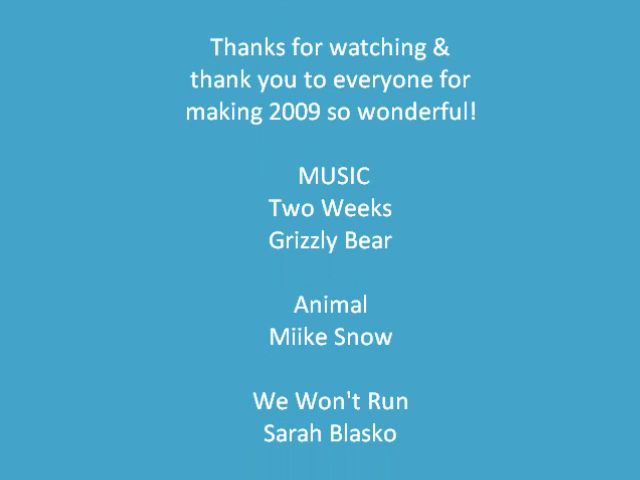 Thanks for watching &
thank you to everyone for
making 2009 so wonderful!
MUSIC
Two Weeks
Grizzly Bear
Animal
Miike Snow
We Won't Run
Sarah Blasko